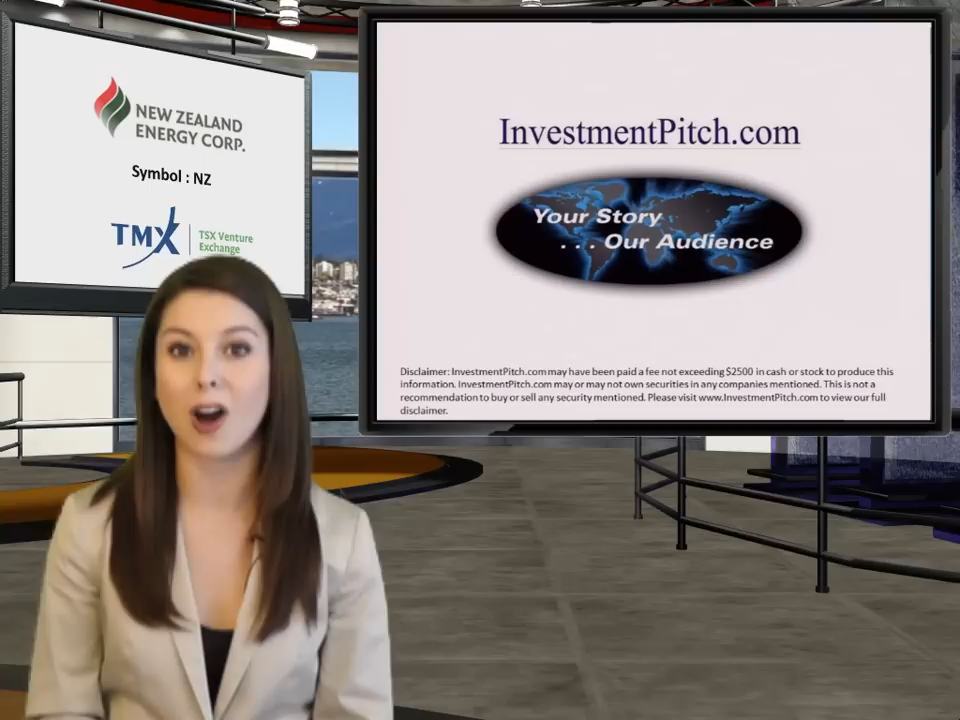 NEW ZEALAND
ENERGY CORP.
Symbol : NZ
TMX
TSX Venture
Exchange
InvestmentPitch.com
Your Story
. . . Our Audience
Disclaimer: InvestmentPitch.com may have been paid a fee not exceeding $2500 in cash or stock to produce this
information. InvestmentPitch.com may or may not own securities in any companies mentioned. This is not a
recommendation to buy or sell any security mentioned. Please visit www.InvestmentPitch.com to view our full
disclaimer.